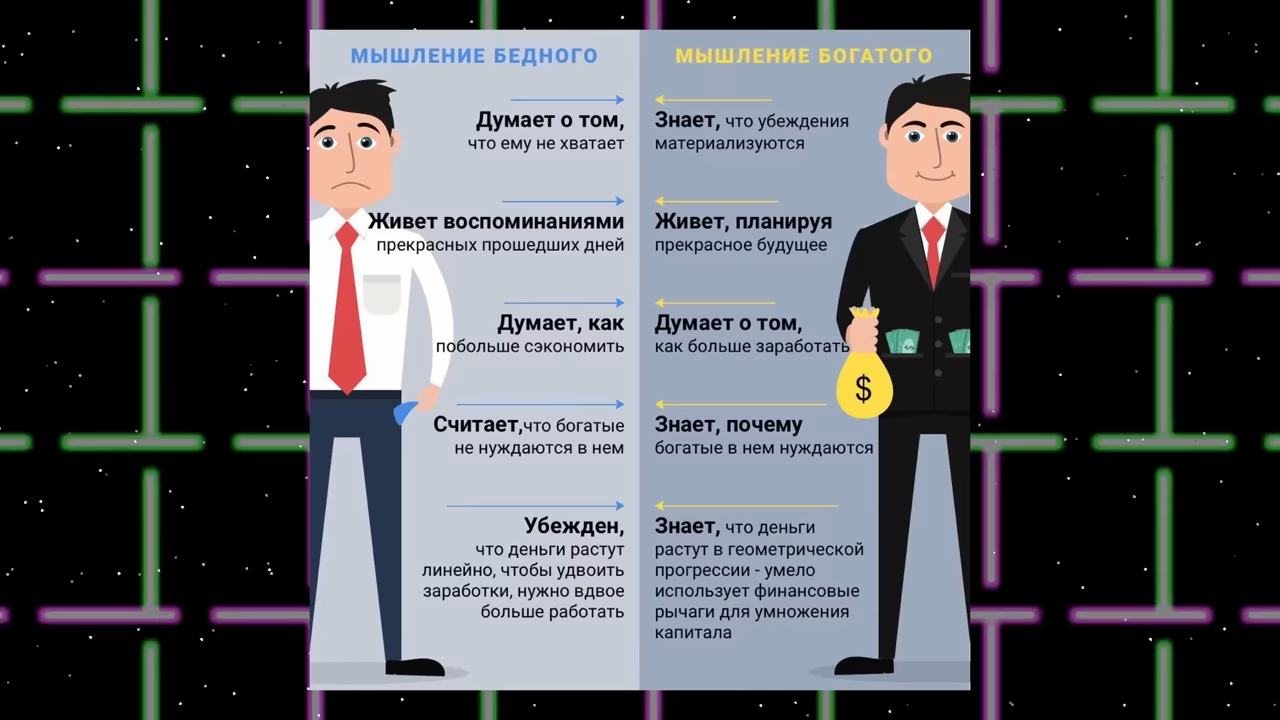 МЫШЛЕНИЕ БЕДНОГО
Думает о том,
что ему не хватает
Живет воспоминаниями
прекрасных прошедших дней
Думает, как
побольше сэкономить
Считает,что богатые
не нуждаются в нем
Убежден,
что деньги растут
линейно, чтобы удвоить
заработки, нужно вдвое
больше работать
МЫШЛЕНИЕ БОГАТОГО
Знает, что убеждения
материализуются
Живет, планируя
прекрасное будущее
Думает о том,
как больше заработать
Знает, почему
богатые в нем нуждаются
Знает, что деньги
растут в геометрической
прогрессии - умело
использует финансовые
рычаги для умножения
капитала
$